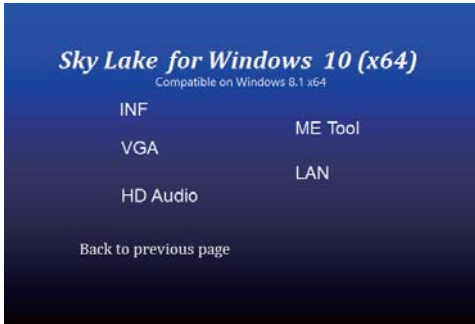 Sky Lake for Windows 10 (x64)
Compatible on Windows 8.1 x64
INF
VGA
HD Audio
ME Tool
LAN
Back to previous page